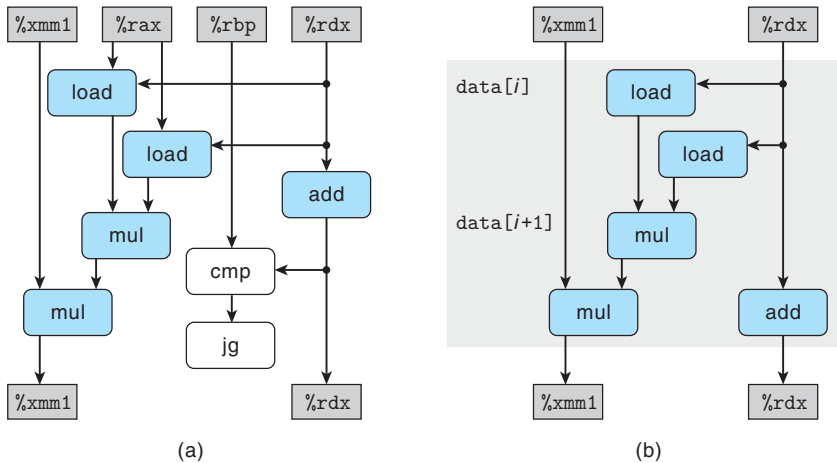 %xmm1 %rax %rbp %rdx
load
load
add
mul
cmp
mul
jg
%xmm1 %rdx
(a)
%xmm1 %rdx
data[i]
load
load
data[i+1]
mul
mul
add
%xmm1 %rdx
(b)